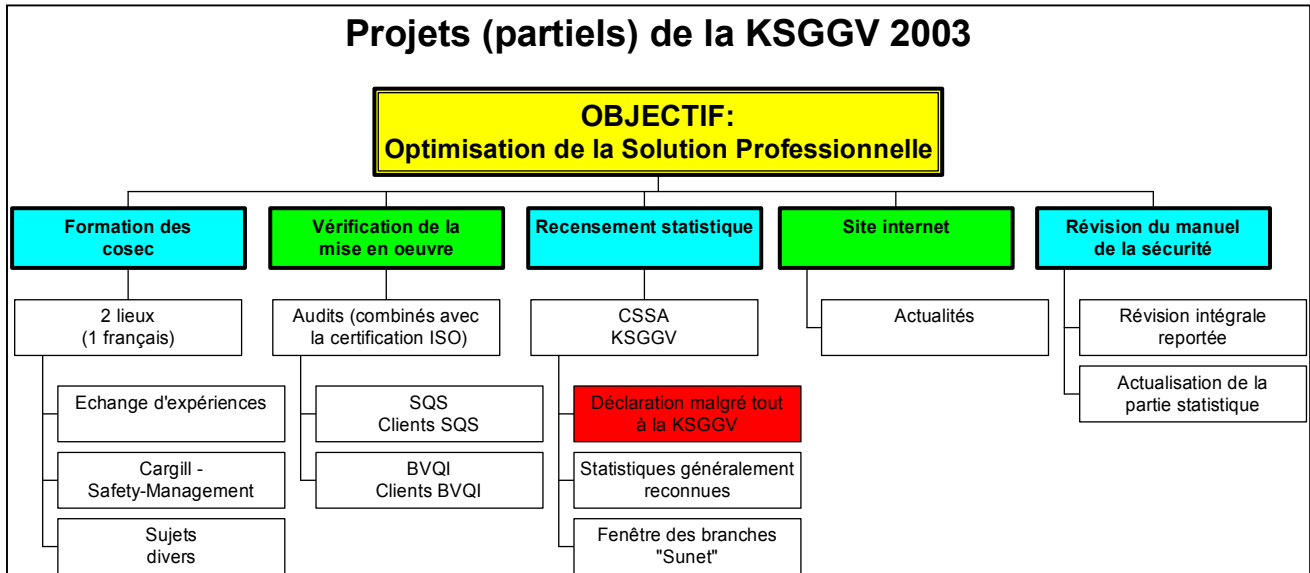 Projets (partiels) de la KSGGV 2003
OBJECTIF:
Optimisation de la Solution Professionnelle
Formation des
cosec
Vérification de la
mise en oeuvre
Recensement statistique
Site internet
Révision du manuel
de la sécurité
2 lieux
(1 français)
Audits (combinés avec
la certification ISO)
CSSA
KSGGV
Actualités
Révision intégrale
reportée
Echange d'expériences
SQS
Clients SQS
Déclaration malgré tout
à la KSGGV
Actualisation de la
partie statistique
Cargill -
Safety-Management
BVQI
Clients BVQI
Statistiques généralement
reconnues
Sujets
divers
Fenêtre des branches
"Sunet"